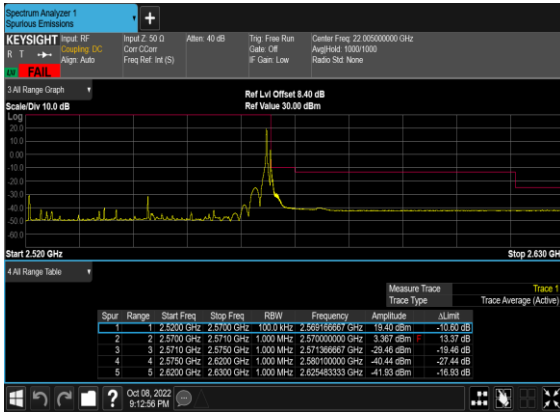 Spectrum Analyzer 1
Spurious Emissions
+
KEYSIGHT Input: RF Input Z: 50 Ω Atten: 40 dB Trig: Free Run Center Freq: 22.005000000 GHz
R T Coupling: DC Corr CCorr Gate: Off Avg|Hold: 1000/1000
Align: Auto Freq Ref: Int (S) IF Gain: Low Radio Std: None
FAIL
3 All Range Graph
Ref Lvl Offset 8.40 dB
Scale/Div 10.0 dB Ref Value 30.00 dBm
Log
20.0
10.0
0.00
-10.0
-20.0
-30.0
-40.0
-50.0
-60.0
Start 2.520 GHz Stop 2.630 GH
4 All Range Table
Measure Trace Trace 1
Trace Type Trace Average (Active)
Spur Range Start Freq Stop Freq RBW Frequency Amplitude ΔLimit
1 1 2.5200 GHz 2.5700 GHz 100.0 kHz 2.569166667 GHz 19.40 dBm -10.60 dB
2 2 2.5700 GHz 2.5710 GHz 1.000 MHz 2.570000000 GHz 3.367 dBm F 13.37 dB
3 3 2.5710 GHz 2.5750 GHz 1.000 MHz 2.571366667 GHz -29.46 dBm -19.46 dB
4 4 2.5750 GHz 2.6200 GHz 1.000 MHz 2.580100000 GHz -40.44 dBm -27.44 dB
5 5 2.6200 GHz 2.6300 GHz 1.000 MHz 2.625483333 GHz -41.93 dBm -16.93 dB
?
Oct 08, 2022
9:12:56 PM